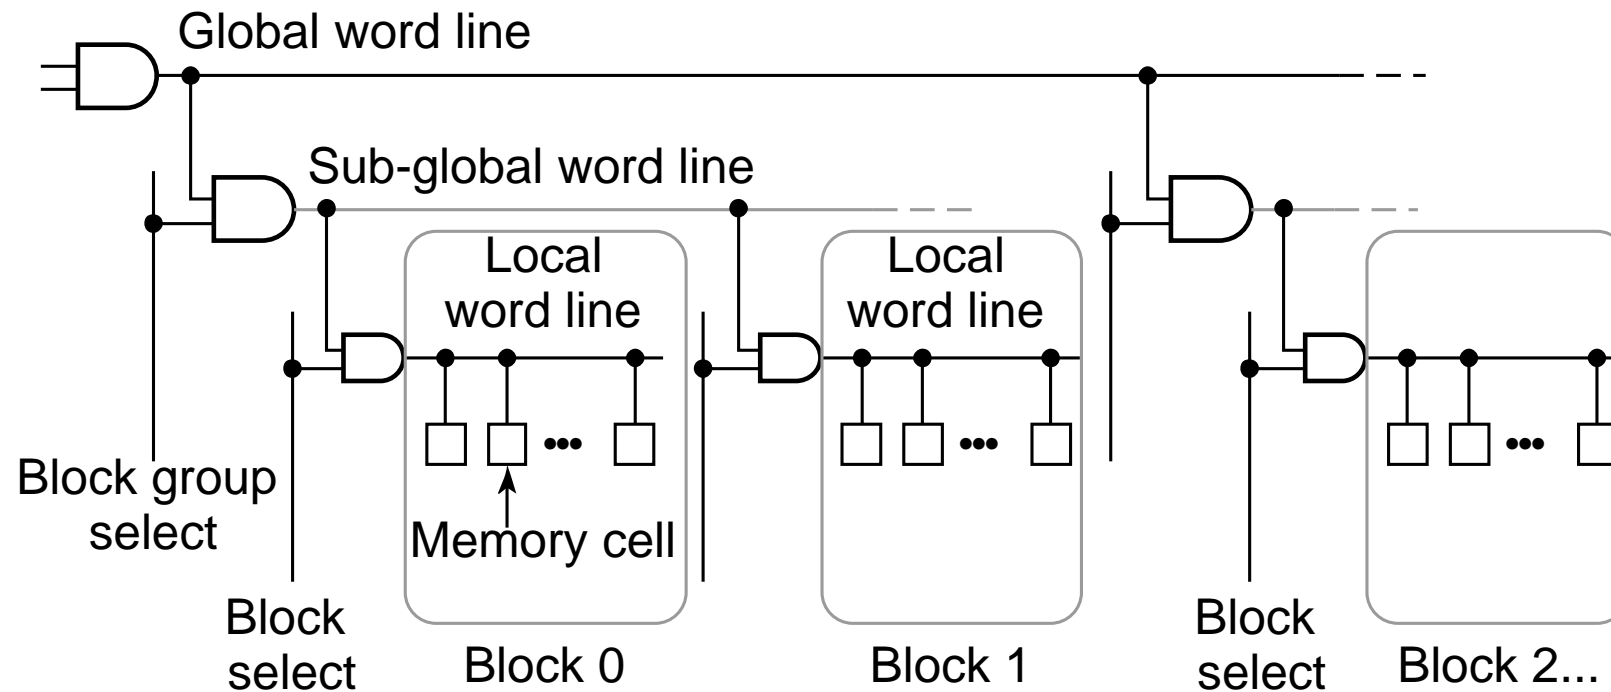 Global word line
Sub-global word line
Local
word line
Local
word line
Block group
select
Memory cell
Block
select
Block 0
Block 1
Block
select
Block 2...